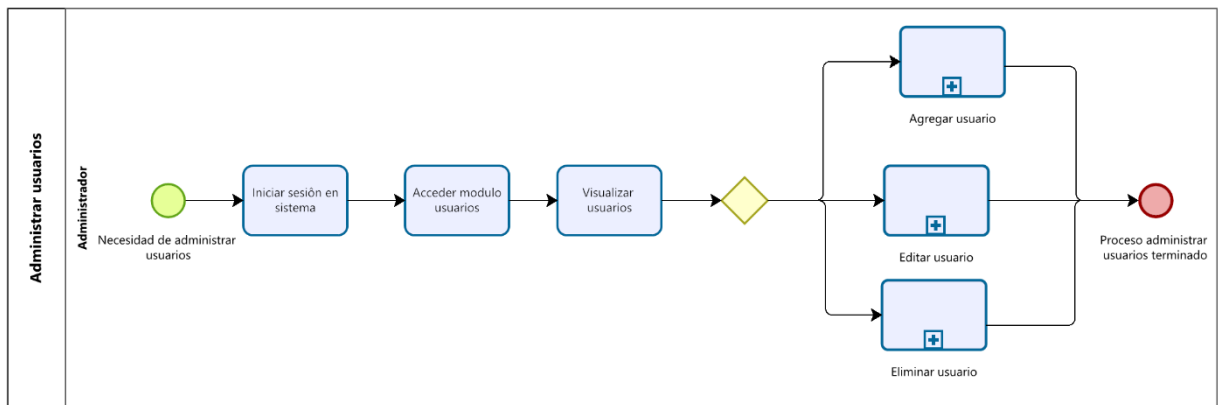 Administrar usuarios
Administrador
Necesidad de administrar
usuarios
Iniciar sesión en
sistema
Acceder modulo
usuarios
Visualizar
usuarios
Agregar usuario
Editar usuario
Eliminar usuario
Proceso administrar
usuarios terminado